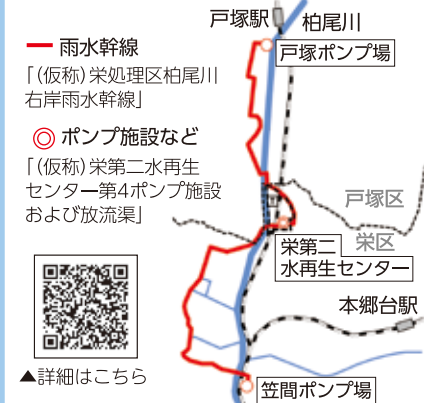 雨水幹線
「(仮称)栄処理区柏尾川
右岸雨水幹線」
ポンプ施設など
「(仮称)栄第二水再生
センター第4ポンプ施設
および放流渠」
▲詳細はこちら
戸塚駅
柏尾川
戸塚ポンプ場
戸塚区
栄区
栄第二
水再生センター
本郷台駅
笠間ポンプ場